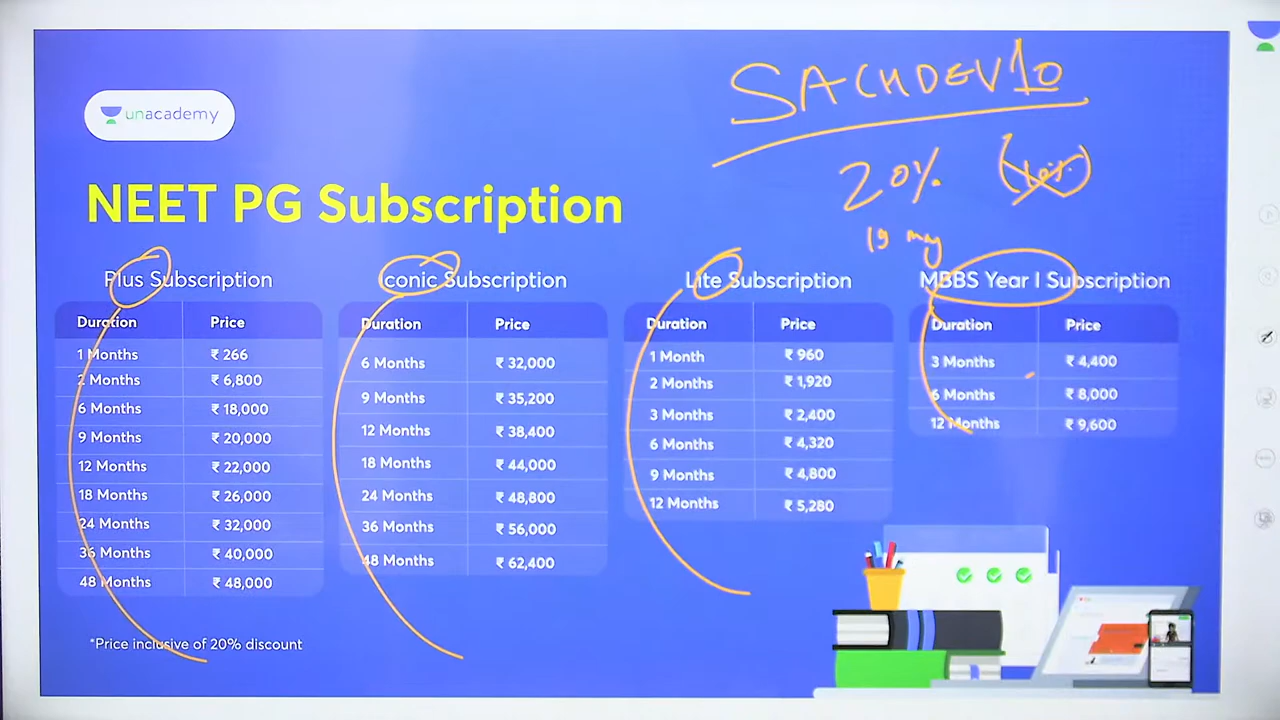 SACHDEV10
unacademy
20% (10%)
NEET PG Subscription
19 may
Plus Subscription
Duration Price
1 Months ₹ 266
2 Months ₹ 6,800
6 Months ₹ 18,000
9 Months ₹ 20,000
12 Months ₹ 22,000
18 Months ₹ 26,000
24 Months ₹ 32,000
36 Months ₹ 40,000
48 Months ₹ 48,000
*Price inclusive of 20% discount
Iconic Subscription
Duration Price
6 Months ₹ 32,000
9 Months ₹ 35,200
12 Months ₹ 38,400
18 Months ₹ 44,000
24 Months ₹ 48,800
36 Months ₹ 56,000
48 Months ₹ 62,400
Lite Subscription
Duration Price
1 Month ₹ 960
2 Months ₹ 1,920
3 Months ₹ 2,400
6 Months ₹ 4,320
9 Months ₹ 4,800
12 Months ₹ 5,280
MBBS Year I Subscription
Duration Price
3 Months ₹ 4,400
6 Months ₹ 8,000
12 Months ₹ 9,600